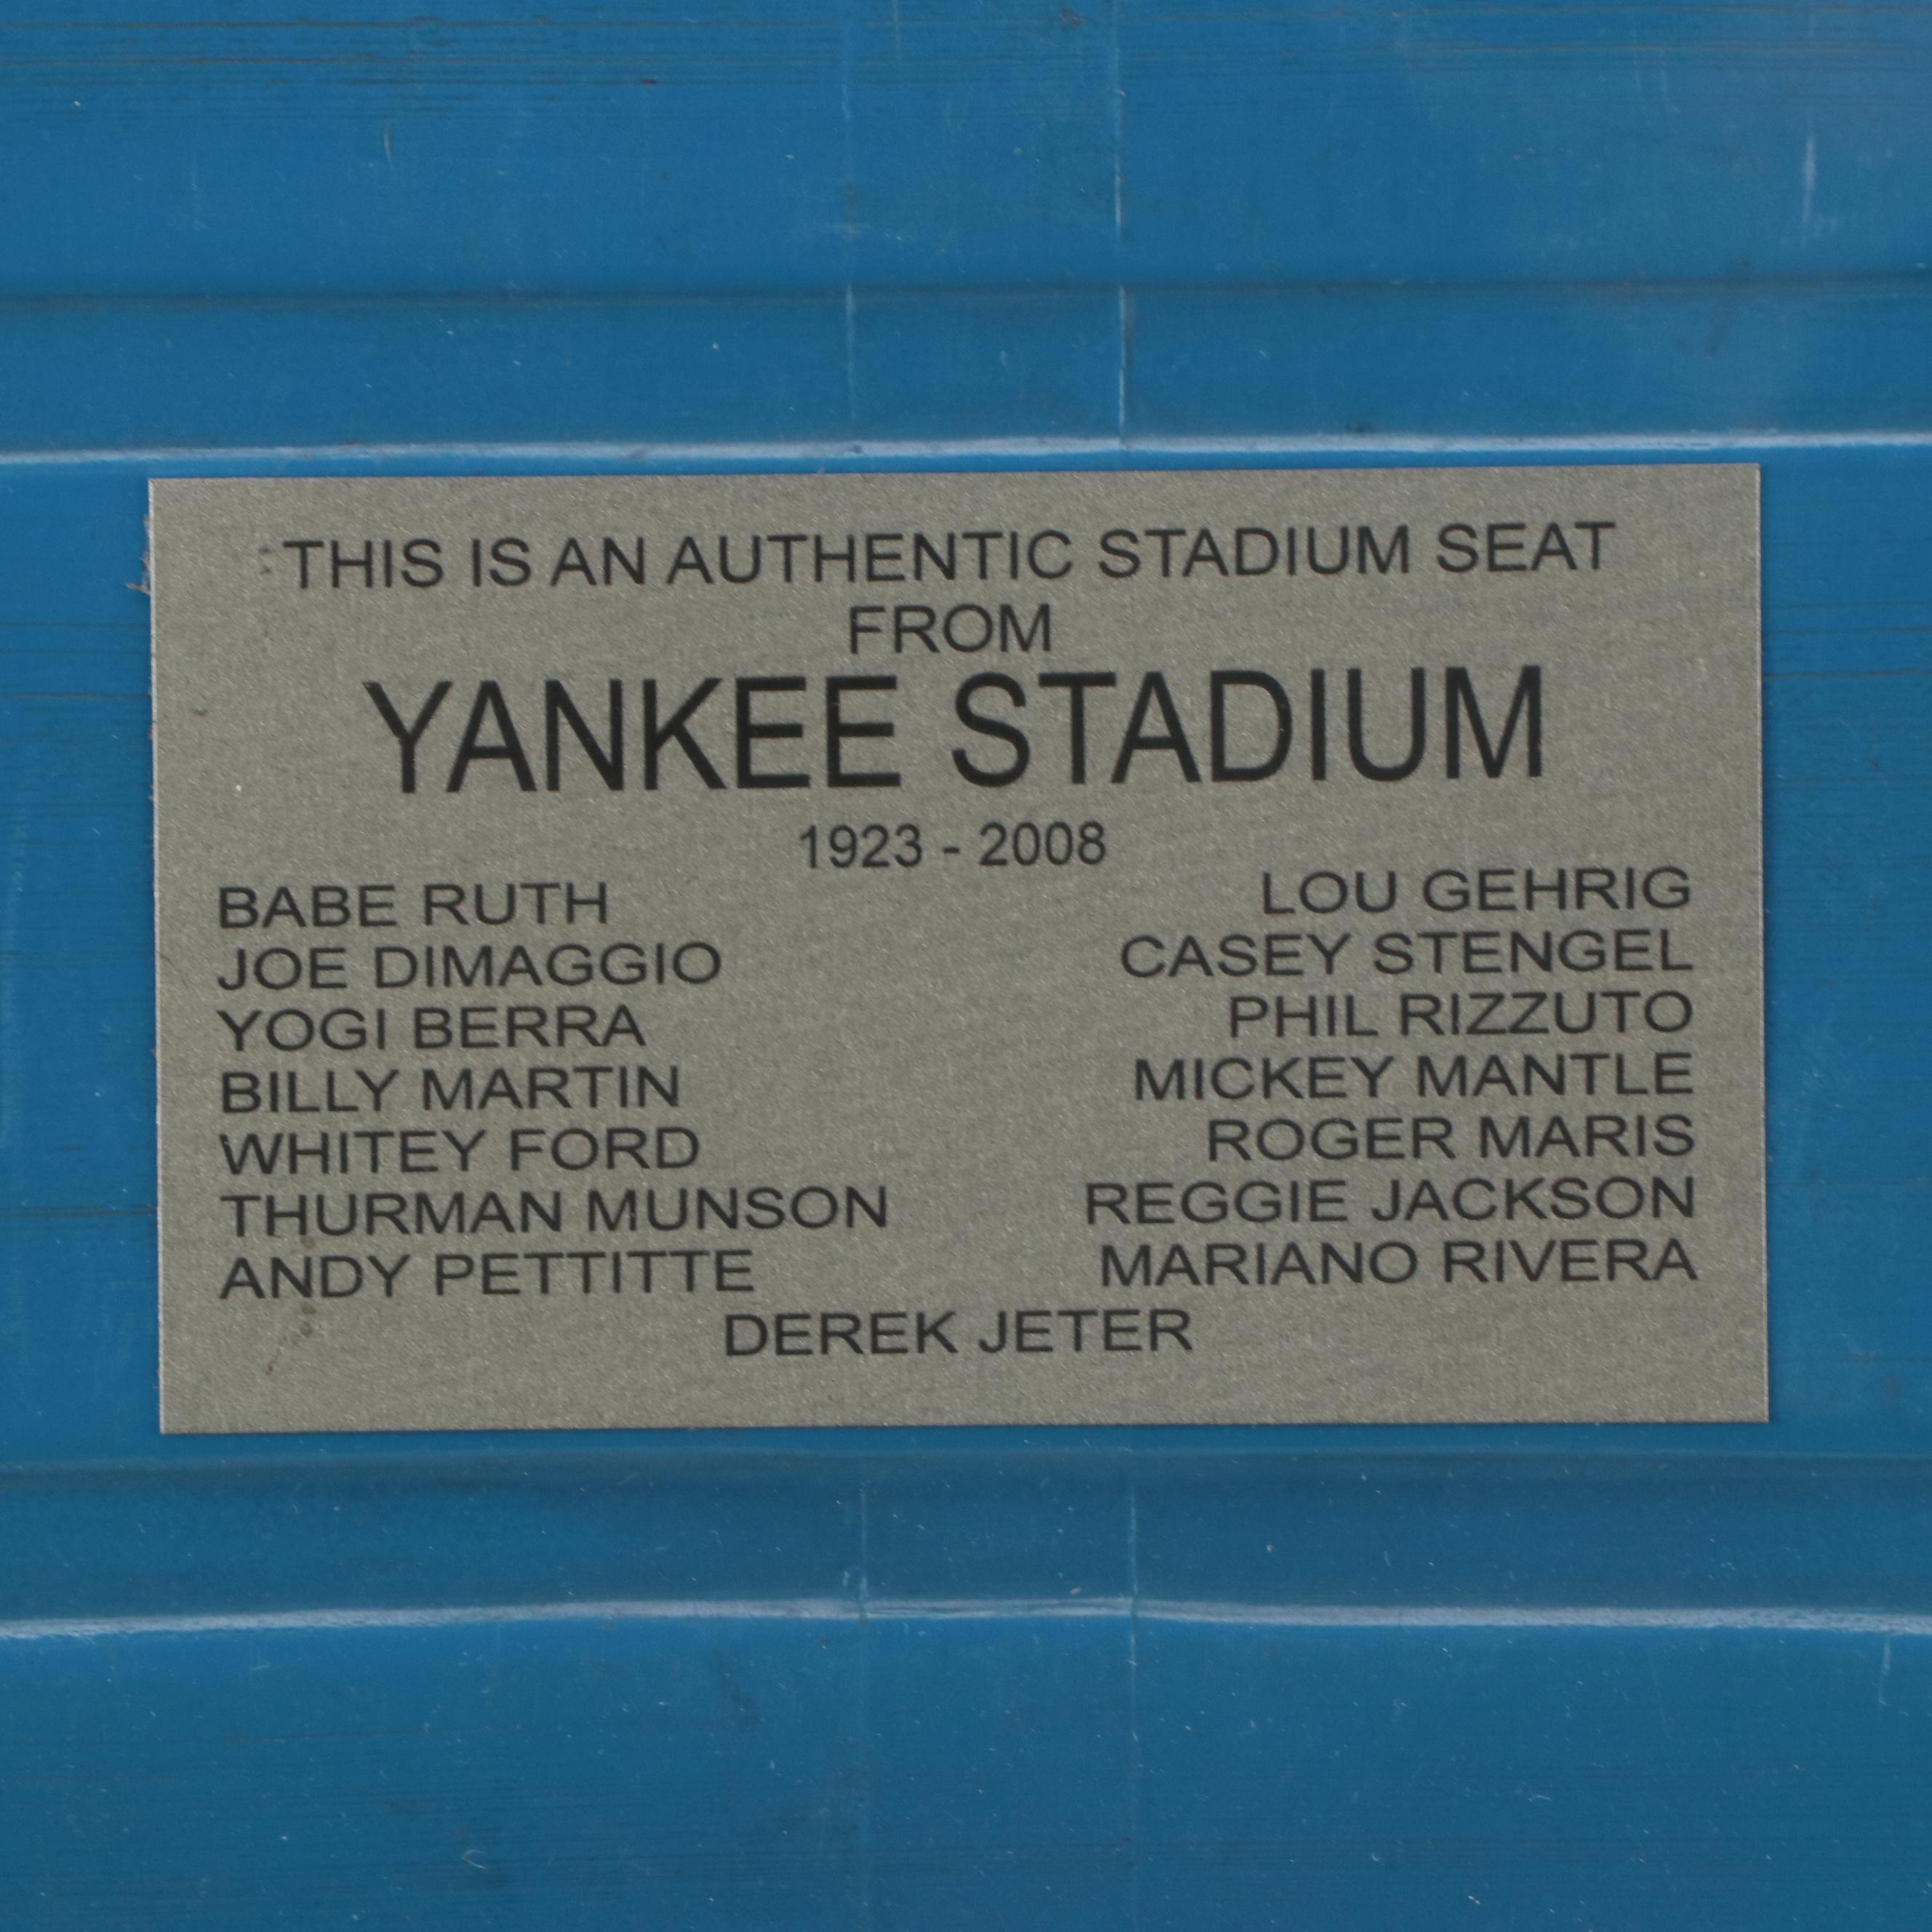 THIS IS AN AUTHENTIC STADIUM SEAT
FROM
YANKEE STADIUM
1923 - 2008
BABE RUTH LOU GEHRIG
JOE DIMAGGIO CASEY STENGEL
YOGI BERRA PHIL RIZZUTO
BILLY MARTIN MICKEY MANTLE
WHITEY FORD ROGER MARIS
THURMAN MUNSON REGGIE JACKSON
ANDY PETTITTE MARIANO RIVERA
DEREK JETER